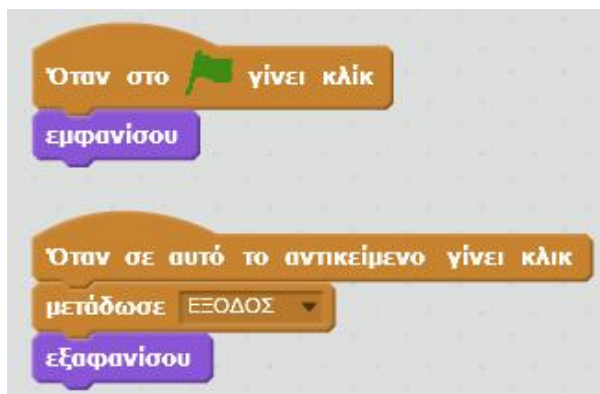 Όταν στο γίνει κλίκ
εμφανίσου
Όταν σε αυτό το αντικείμενο γίνει κλικ
μετάδωσε ΕΞΟΔΟΣ
εξαφανίσου